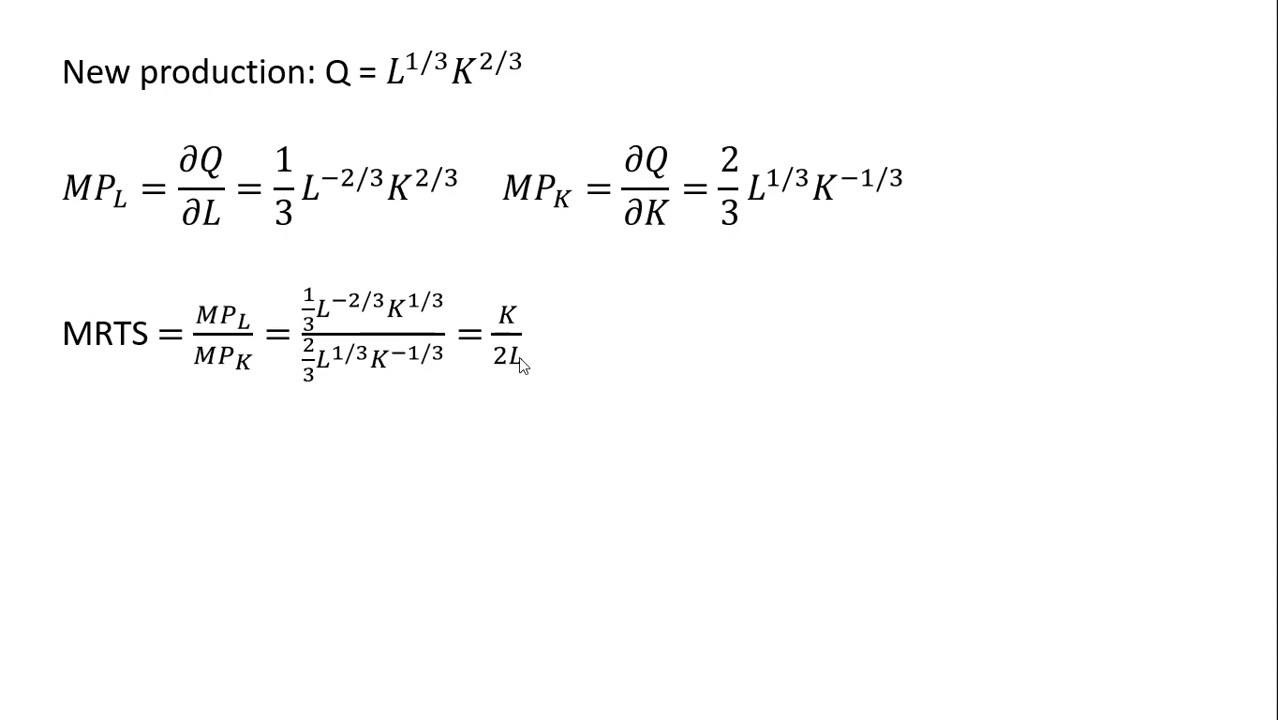 New production: Q = L^{1/3}K^{2/3}
MP_L = ∂Q/∂L = 1/3 L^{-2/3}K^{2/3} MP_K = ∂Q/∂K = 2/3 L^{1/3}K^{-1/3}
MRTS = MP_L/MP_K = (1/3 L^{-2/3}K^{1/3})/(2/3 L^{1/3}K^{-1/3}) = K/2L